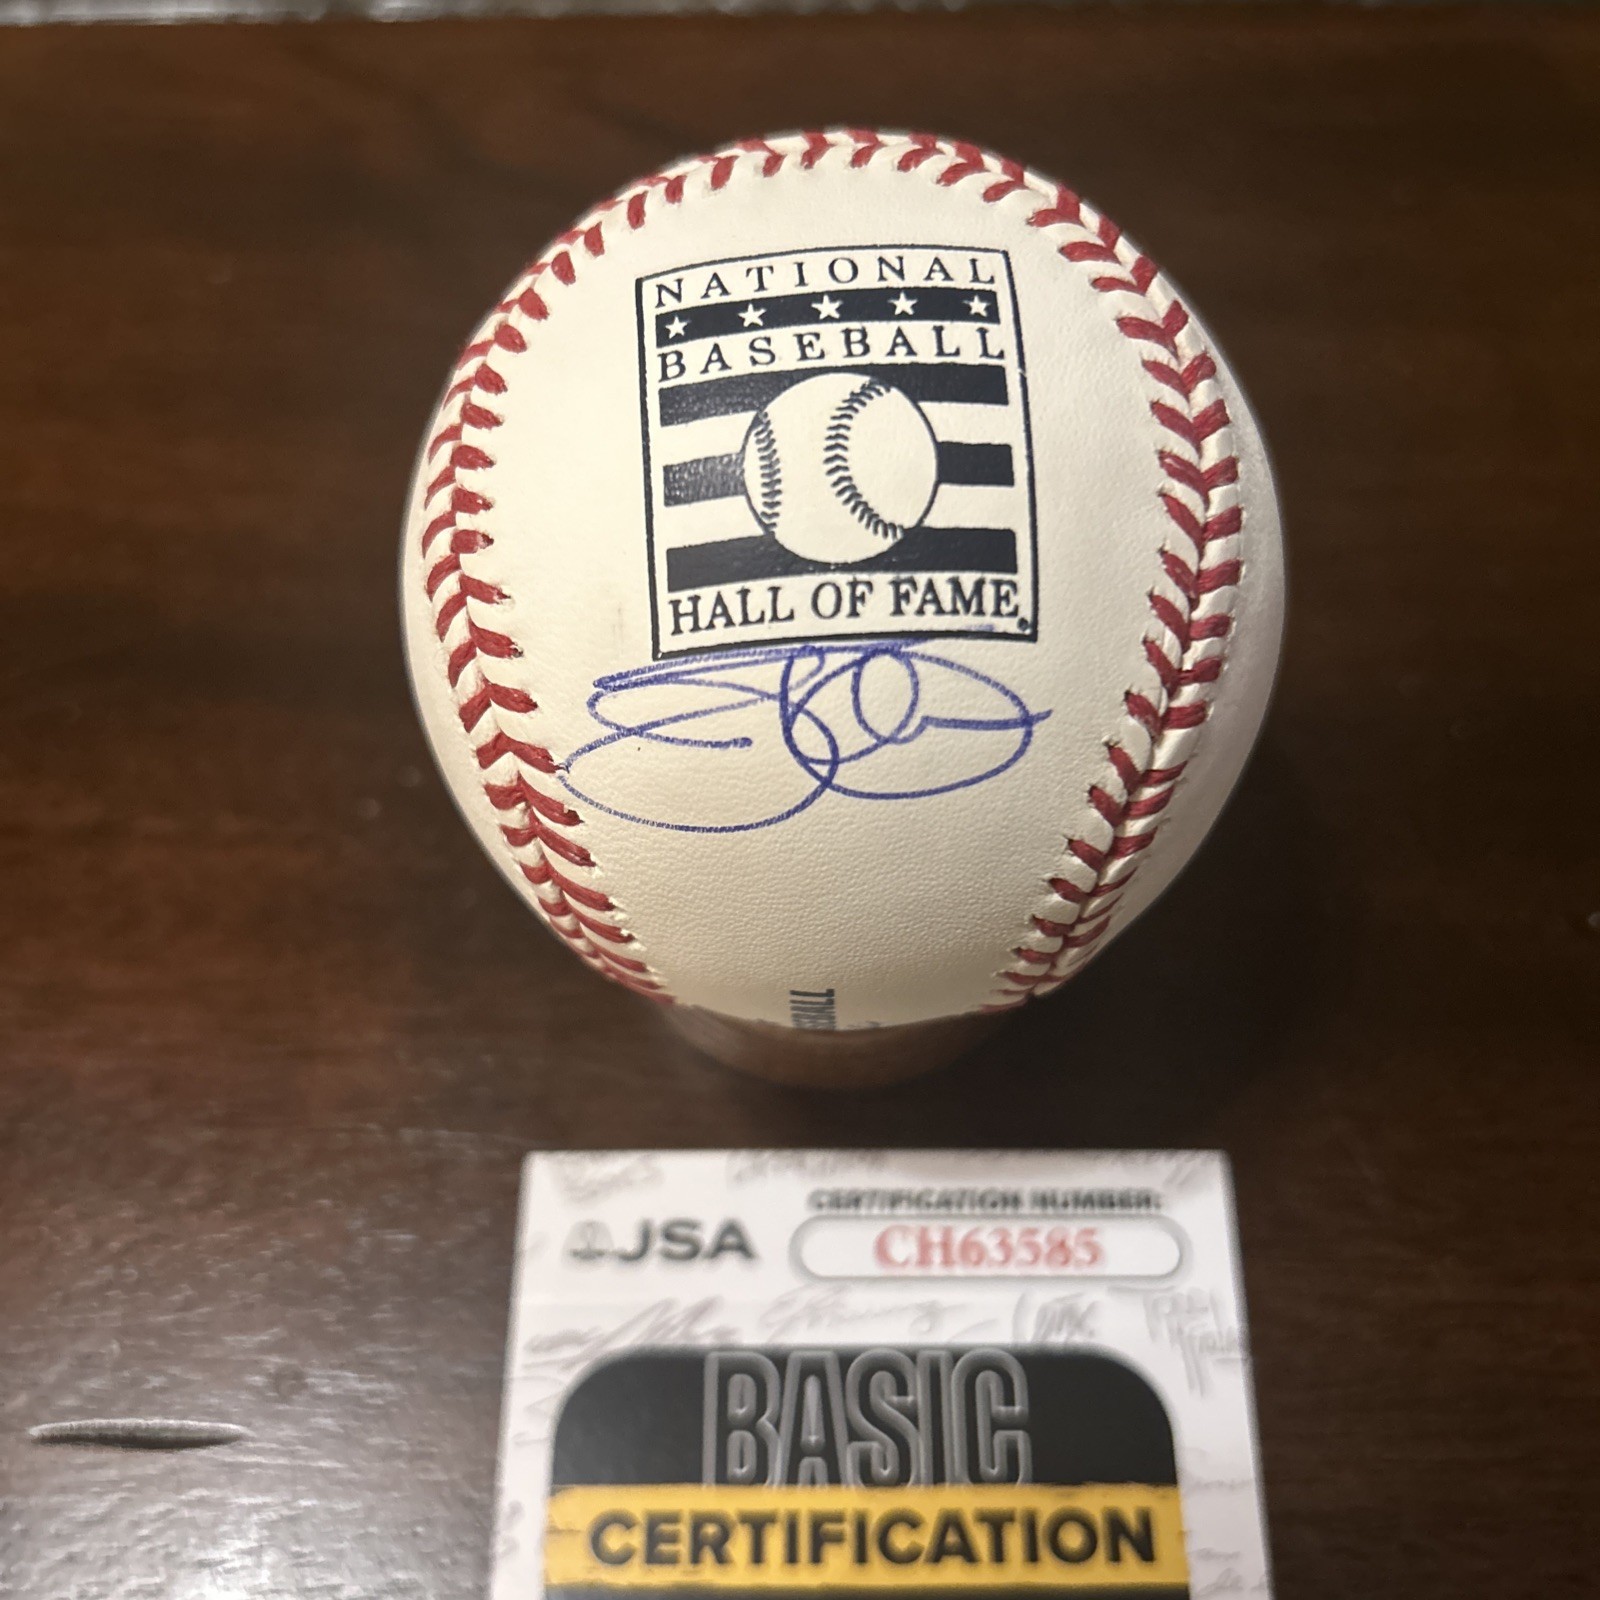 NATIONAL
BASEBALL
HALL OF FAME
JSA
CERTIFICATION NUMBER:
CH63585
BASIC
CERTIFICATION